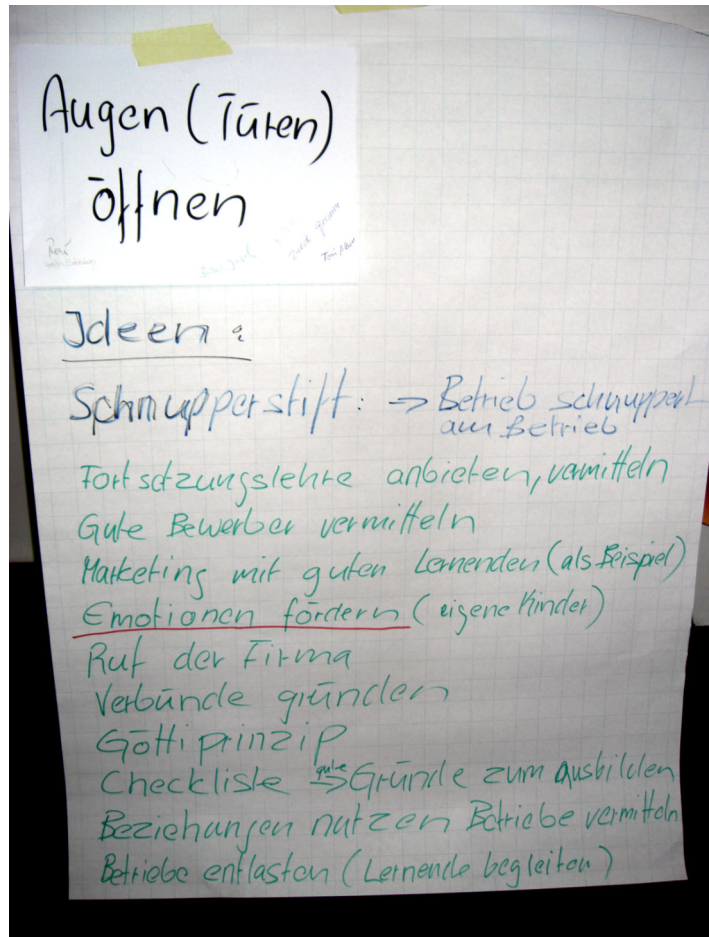 Augen (Türen)
öffnen
René
Ideen:
Schnupperstift: → Betrieb schnuppert
am Betrieb
Fortsetzungslehre anbieten, vermitteln
Gute Bewerber vermitteln
Marketing mit guten Lernenden (als Beispiel)
Emotionen fördern (eigene Kinder)
Ruf der Firma
Verbünde gründen
Göttiprinzip
Checkliste gute → Gründe zum ausbilden
Beziehungen nutzen Betriebe vermitteln
Betriebe entlasten (Lernende begleiten)